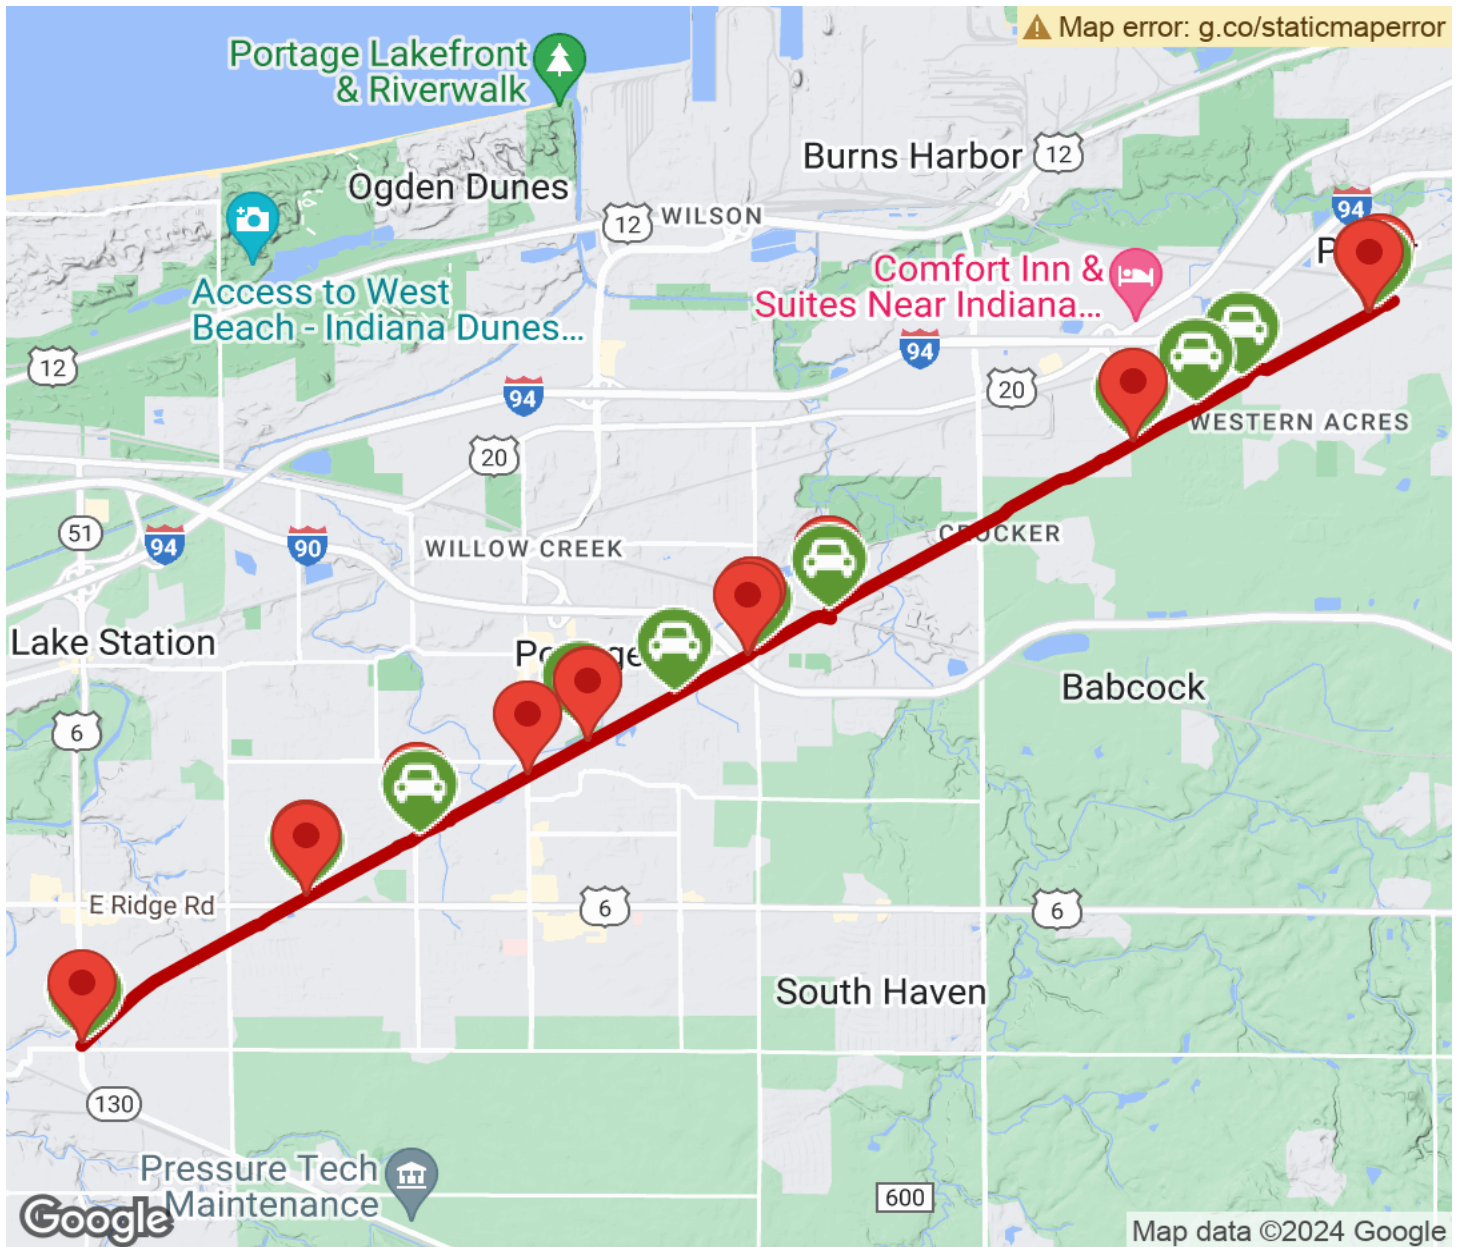 Map error: g.co/staticmaperror
Portage Lakefront
& Riverwalk
Burns Harbor
12
Ogden Dunes
94
12
WILSON
Comfort Inn &
Suites Near Indiana...
Access to West
Beach - Indiana Dunes...
94
12
20
94
WESTERN ACRES
20
51
94
90
WILLOW CREEK
CROCKER
Lake Station
Babcock
6
E Ridge Rd
6
6
South Haven
130
Pressure Tech
Maintenance
600
Google
Map data ©2024 Google